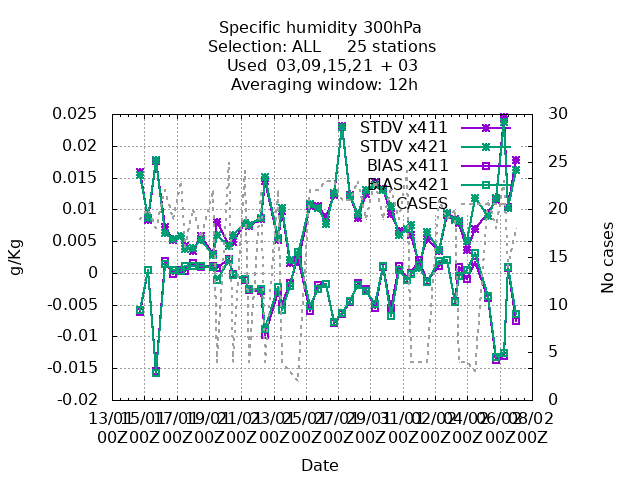 Specific humidity 300hPa
Selection: ALL     25 stations
Used  03,09,15,21  + 03
Averaging window: 12h
0.025
0.02
0.015
0.01
0.005
0
-0.005
-0.01
-0.015
-0.02
g/Kg
STDV x411
STDV x421
BIAS x411
BIAS x421
CASES
30
25
20
15
10
5
0
No cases
13/01 15/01 17/01 19/01 21/01 23/01 25/01 27/01 29/01 31/01 02/02 04/02 06/02 08/02
00Z 00Z 00Z 00Z 00Z 00Z 00Z 00Z 00Z 00Z 00Z 00Z 00Z 00Z
Date